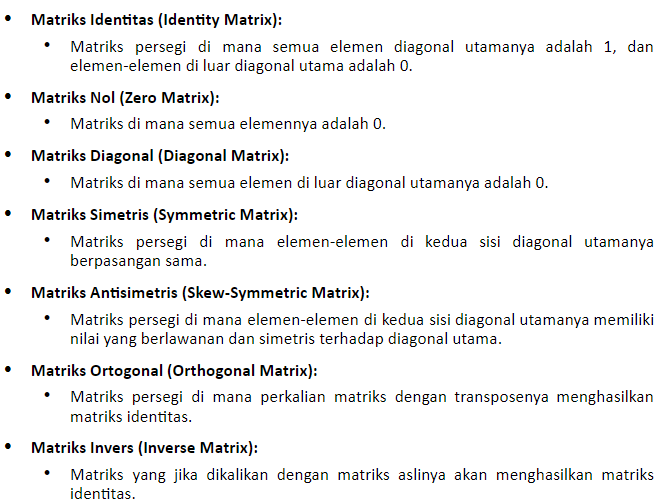 • Matriks Identitas (Identity Matrix):
• Matriks persegi di mana semua elemen diagonal utamanya adalah 1, dan
elemen-elemen di luar diagonal utama adalah 0.
• Matriks Nol (Zero Matrix):
• Matriks di mana semua elemennya adalah 0.
• Matriks Diagonal (Diagonal Matrix):
• Matriks di mana semua elemen di luar diagonal utamanya adalah 0.
• Matriks Simetris (Symmetric Matrix):
• Matriks persegi di mana elemen-elemen di kedua sisi diagonal utamanya
berpasangan sama.
• Matriks Antisimetris (Skew-Symmetric Matrix):
• Matriks persegi di mana elemen-elemen di kedua sisi diagonal utamanya memiliki
nilai yang berlawanan dan simetris terhadap diagonal utama.
• Matriks Ortogonal (Orthogonal Matrix):
• Matriks persegi di mana perkalian matriks dengan transposenya menghasilkan
matriks identitas.
• Matriks Invers (Inverse Matrix):
• Matriks yang jika dikalikan dengan matriks aslinya akan menghasilkan matriks
identitas.